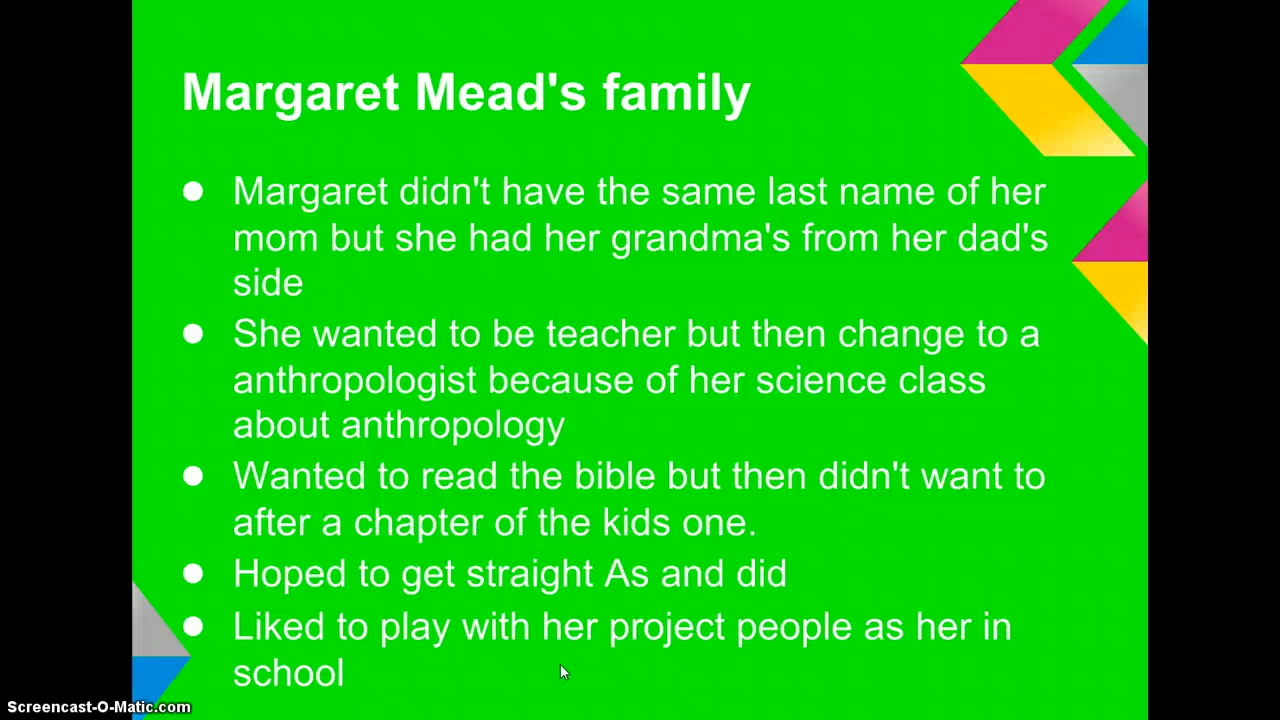 Margaret Mead's family
● Margaret didn't have the same last name of her
mom but she had her grandma's from her dad's
side
● She wanted to be teacher but then change to a
anthropologist because of her science class
about anthropology
● Wanted to read the bible but then didn't want to
after a chapter of the kids one.
● Hoped to get straight As and did
● Liked to play with her project people as her in
school
Screencast-O-Matic.com